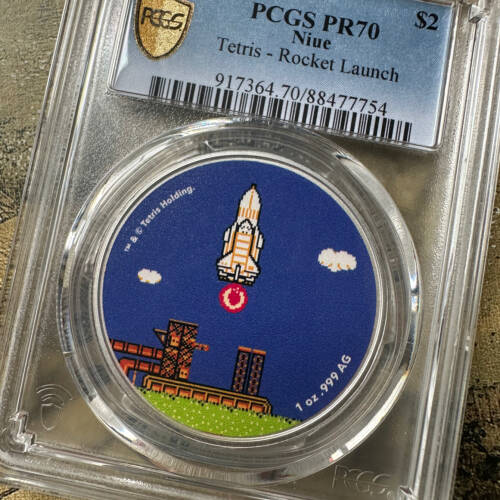 PCGS
PCGS PR70
$2
Niue
Tetris - Rocket Launch
917364.70/88477754
™ & © Tetris Holding.
1 oz .999 AG
PCGS